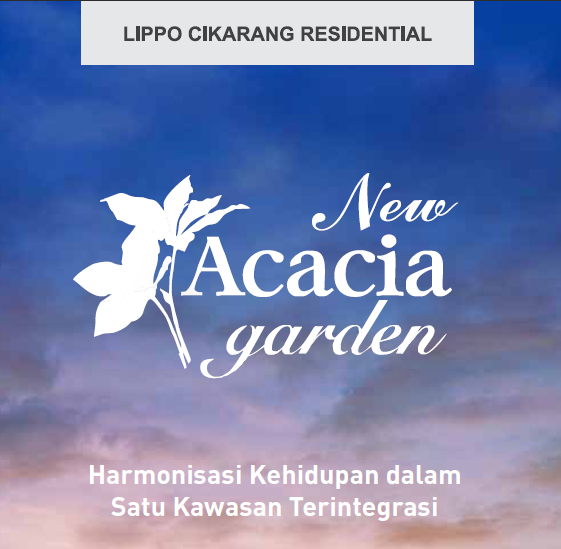 LIPPO CIKARANG RESIDENTIAL
New
Acacia
garden
Harmonisasi Kehidupan dalam
Satu Kawasan Terintegrasi